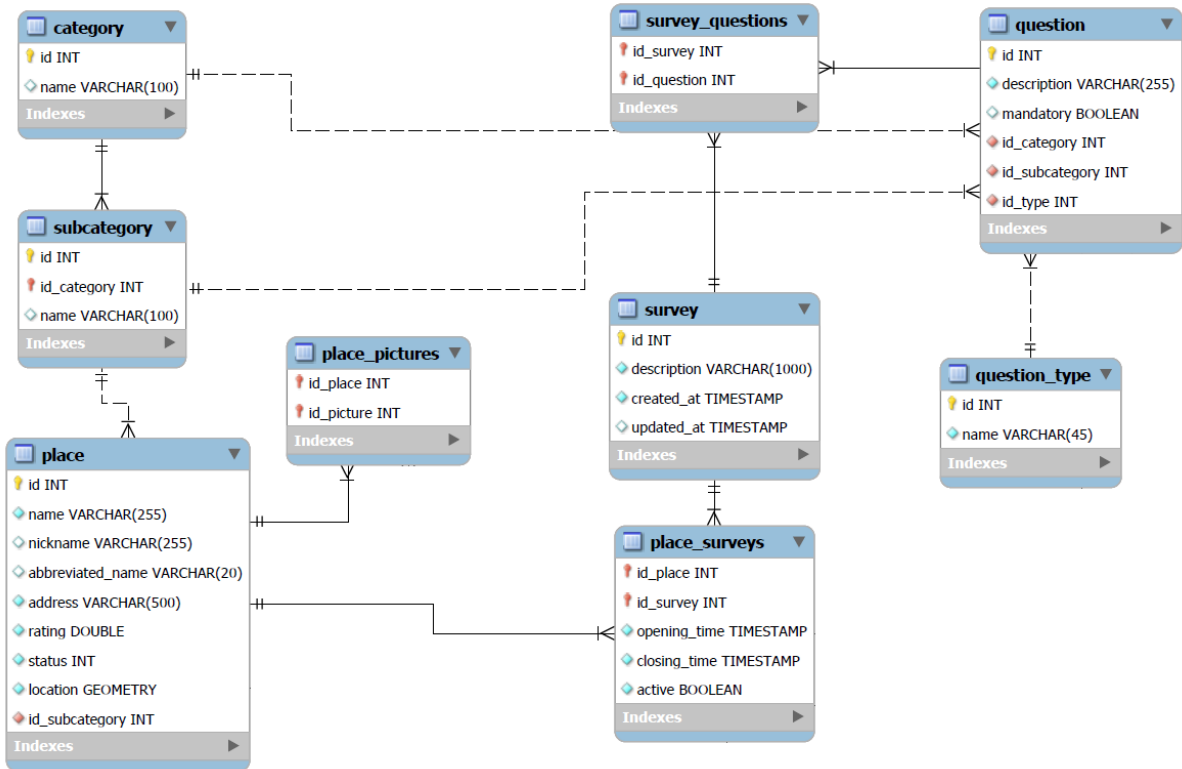 category
id INT
name VARCHAR(100)
Indexes
subcategory
id INT
id_category INT
name VARCHAR(100)
Indexes
place
id INT
name VARCHAR(255)
nickname VARCHAR(255)
abbreviated_name VARCHAR(20)
address VARCHAR(500)
rating DOUBLE
status INT
location GEOMETRY
id_subcategory INT
Indexes
place_pictures
id_place INT
id_picture INT
Indexes
survey_questions
id_survey INT
id_question INT
Indexes
survey
id INT
description VARCHAR(1000)
created_at TIMESTAMP
updated_at TIMESTAMP
Indexes
place_surveys
id_place INT
id_survey INT
opening_time TIMESTAMP
closing_time TIMESTAMP
active BOOLEAN
Indexes
question
id INT
description VARCHAR(255)
mandatory BOOLEAN
id_category INT
id_subcategory INT
id_type INT
Indexes
question_type
id INT
name VARCHAR(45)
Indexes